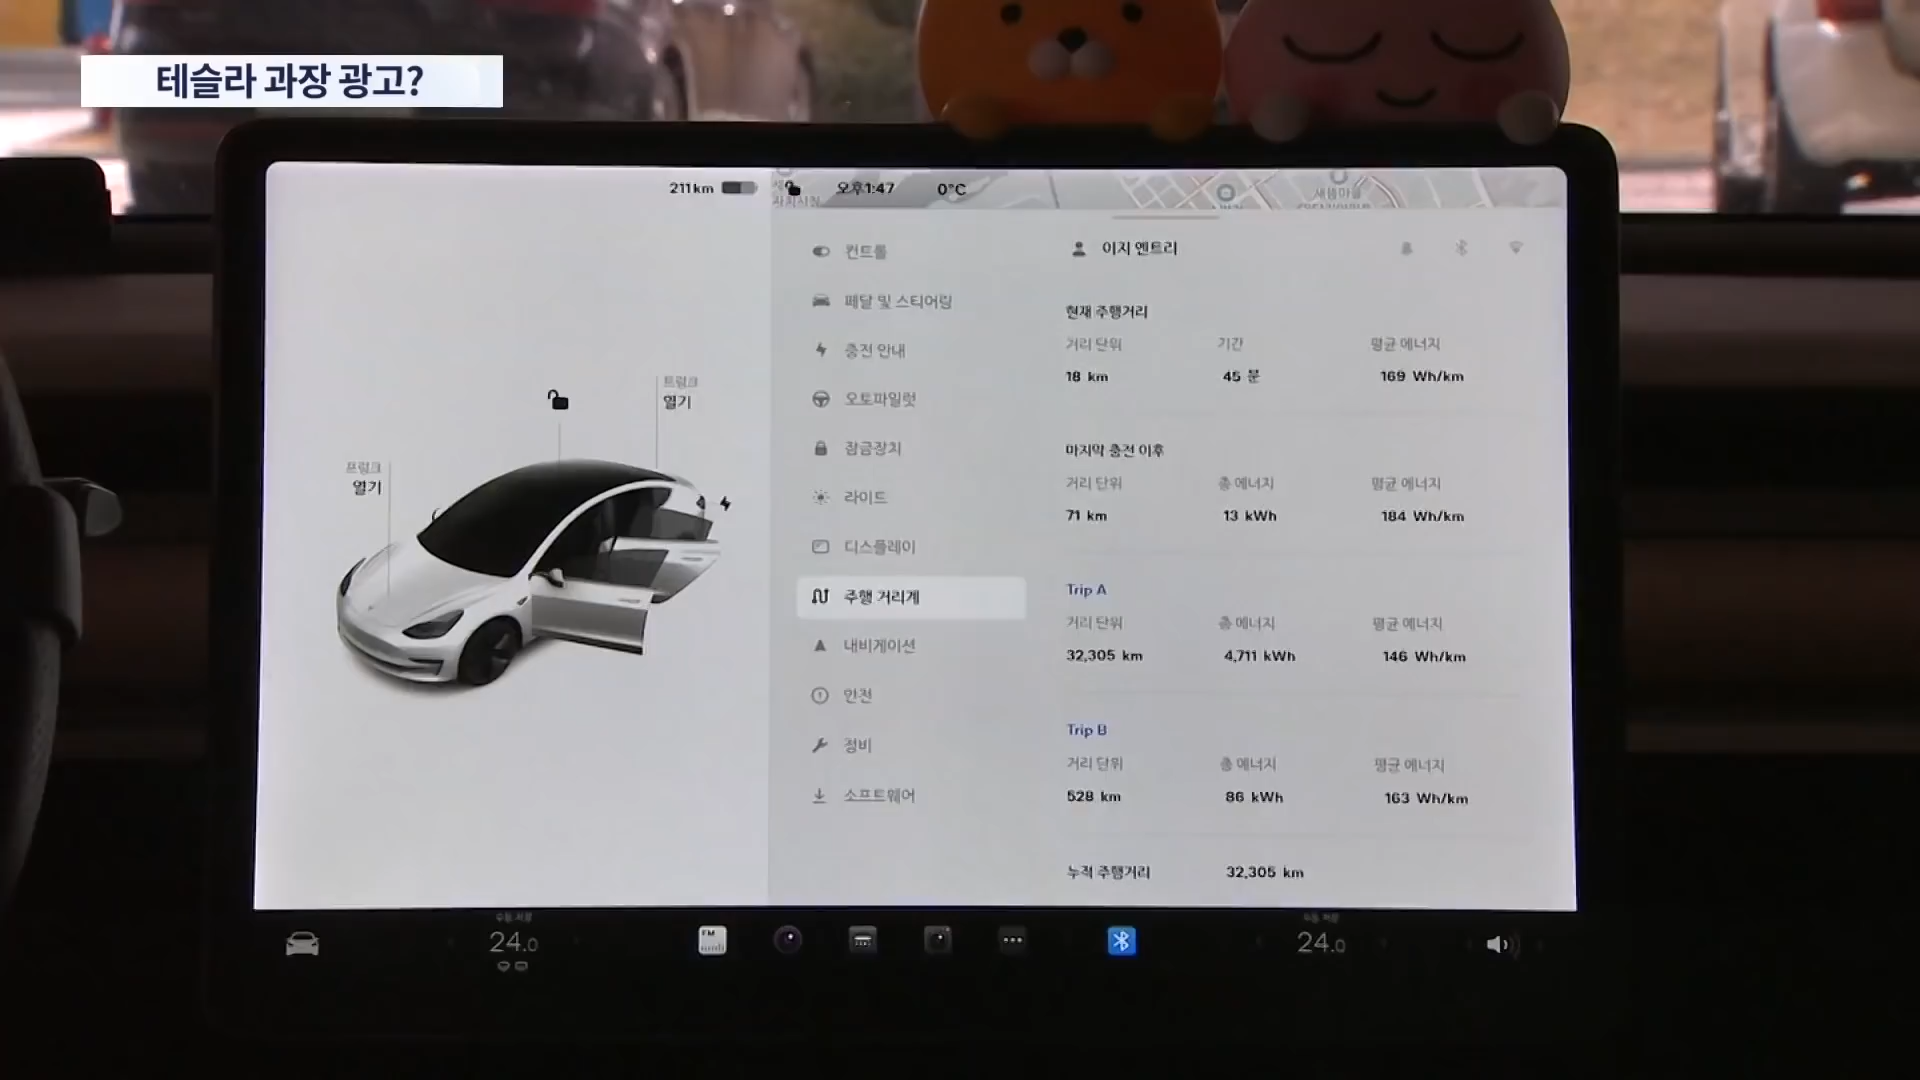 테슬라 과장 광고?
211km
오후1:47
0°C
새뜸마을
컨트롤
페달 및 스티어링
충전 안내
오토파일럿
잠금장치
라이트
디스플레이
주행 거리계
내비게이션
안전
정비
소프트웨어
트렁크
열기
프렁크
열기
이지 엔트리
현재 주행거리
거리 단위 기간 평균 에너지
18 km 45 분 169 Wh/km
마지막 충전 이후
거리 단위 총 에너지 평균 에너지
71 km 13 kWh 184 Wh/km
Trip A
거리 단위 총 에너지 평균 에너지
32,305 km 4,711 kWh 146 Wh/km
Trip B
거리 단위 총 에너지 평균 에너지
528 km 86 kWh 163 Wh/km
누적 주행거리 32,305 km
24.0
FM
24.0